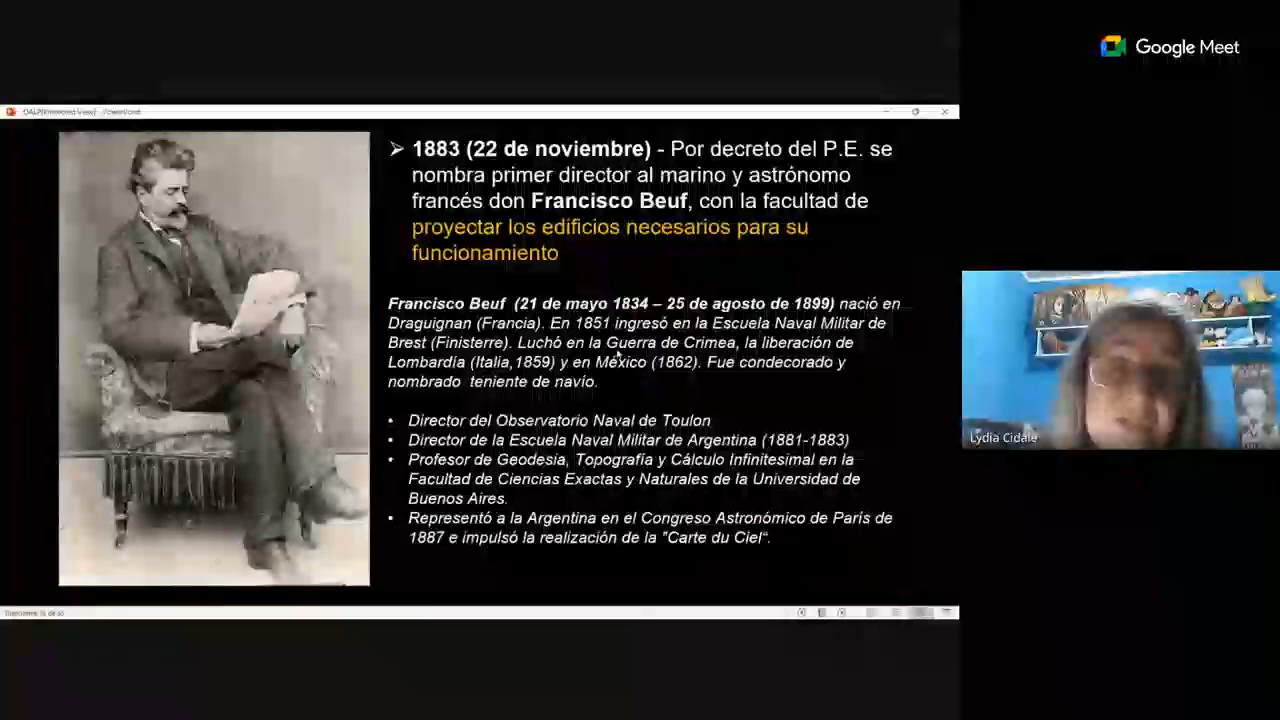 Google Meet
➢ 1883 (22 de noviembre) - Por decreto del P.E. se
nombra primer director al marino y astrónomo
francés don Francisco Beuf, con la facultad de
proyectar los edificios necesarios para su
funcionamiento
Francisco Beuf (21 de mayo 1834 – 25 de agosto de 1899) nació en
Draguignan (Francia). En 1851 ingresó en la Escuela Naval Militar de
Brest (Finisterre). Luchó en la Guerra de Crimea, la liberación de
Lombardía (Italia,1859) y en México (1862). Fue condecorado y
nombrado teniente de navío.
• Director del Observatorio Naval de Toulon
• Director de la Escuela Naval Militar de Argentina (1881-1883)
• Profesor de Geodesia, Topografía y Cálculo Infinitesimal en la
Facultad de Ciencias Exactas y Naturales de la Universidad de
Buenos Aires.
• Representó a la Argentina en el Congreso Astronómico de París de
1887 e impulsó la realización de la "Carte du Ciel“.
Lydia Cidale